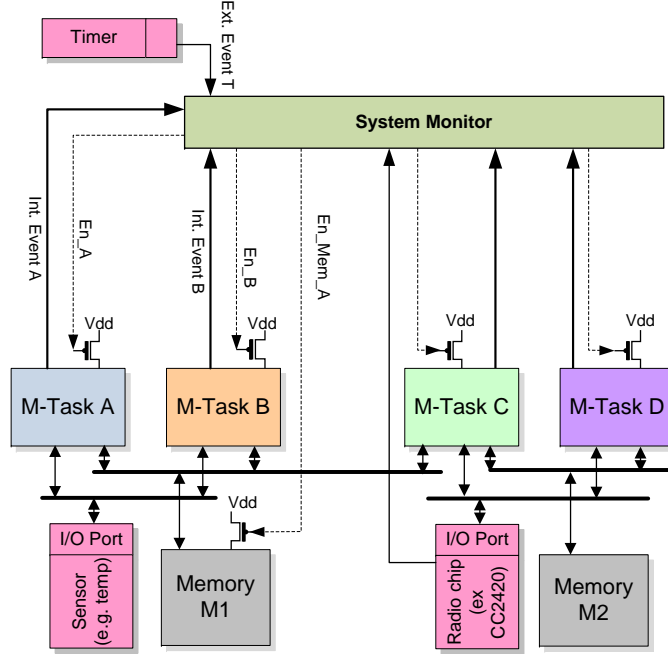 Timer
Ext. Event T
System Monitor
Int. Event A
En_A
Int. Event B
En_B
En_Mem_A
Vdd
Vdd
Vdd
Vdd
M-Task A
M-Task B
M-Task C
M-Task D
Vdd
I/O Port
Sensor
(e.g. temp)
Memory
M1
I/O Port
Radio chip
(ex
CC2420)
Memory
M2